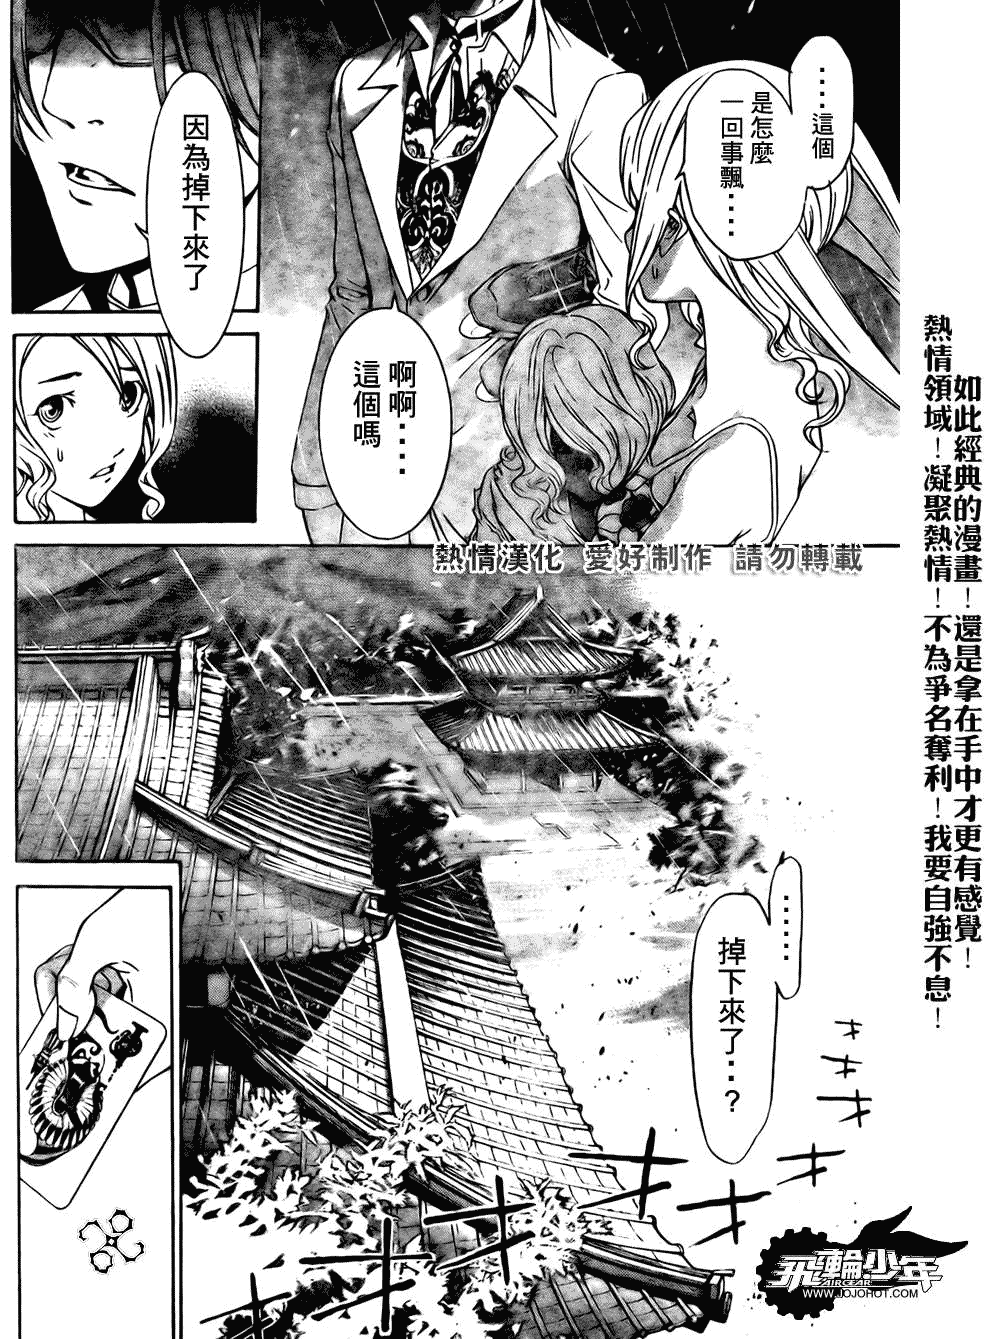 ‥‥這個
是怎麼
一回事飄‥‥
啊啊‥‥
這個嗎
因為掉下來了
熱情漢化 愛好制作 請勿轉載
‥‥‥
掉下來了‥‥?
キ
キ
キ
キ
キ
キ
キ
キ
キ
如此經典的漫畫!還是拿在手中才更有感覺!
熱情領域!凝聚熱情!不為爭名奪利!我要自強不息!
飛輪少年
AIRGEAR
WWW.JOJOHOT.COM